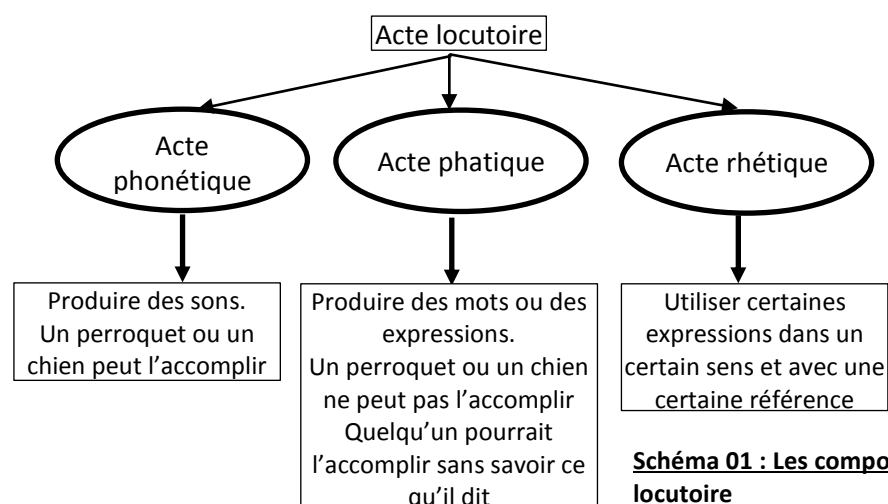 Acte locutoire
Acte
phonétique
Acte phatique
Acte rhétique
Produire des sons.
Un perroquet ou un
chien peut l’accomplir
Produire des mots ou des
expressions.
Un perroquet ou un chien
ne peut pas l’accomplir
Quelqu’un pourrait
l’accomplir sans savoir ce
qu’il dit
Utiliser certaines
expressions dans un
certain sens et avec une
certaine référence
Schéma 01 : Les compo
locutoire